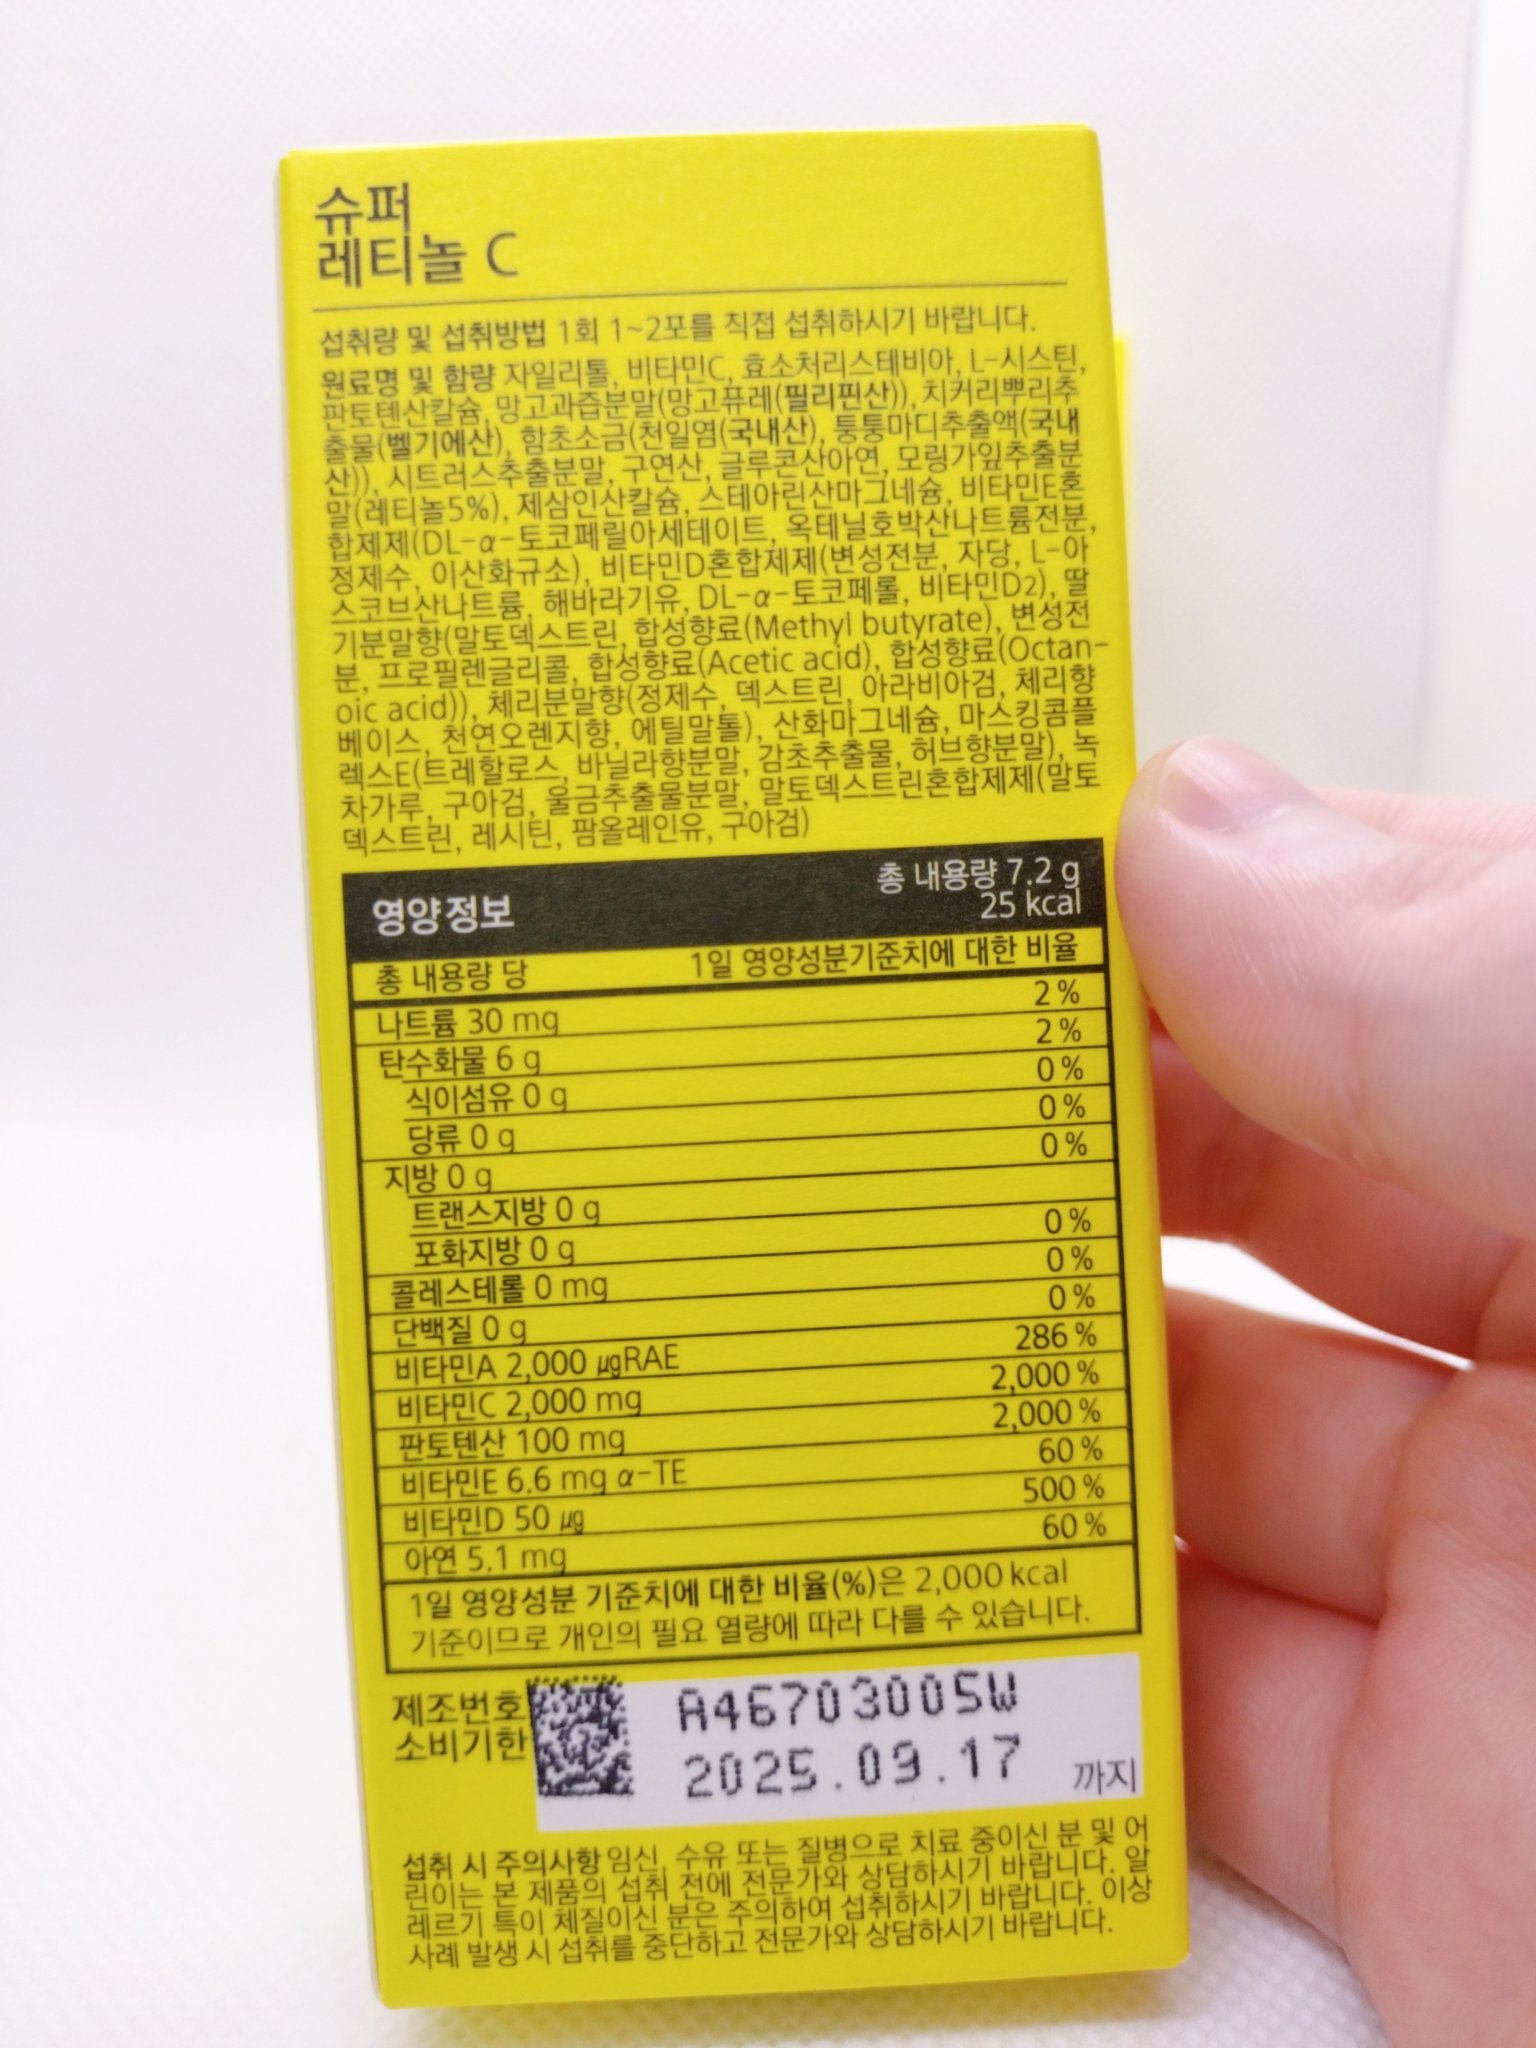 슈퍼
레티놀 C
섭취량 및 섭취방법 1회 1~2포를 직접 섭취하시기 바랍니다.
원료명 및 함량 자일리톨, 비타민C, 효소처리스테비아, L-시스틴,
판토텐산칼슘, 망고과즙분말(망고퓨레(필리핀산)), 치커리뿌리추
출물(벨기에산), 함초소금(천일염(국내산), 퉁퉁마디추출액(국내
산)), 시트러스추출분말, 구연산, 글루콘산아연, 모링가잎추출분
말(레티놀5%), 제삼인산칼슘, 스테아린산마그네슘, 비타민E혼
합제제(DL-α-토코페릴아세테이트, 옥테닐호박산나트륨전분,
정제수, 이산화규소), 비타민D혼합제제(변성전분, 자당, L-아
스코브산나트륨, 해바라기유, DL-α-토코페롤, 비타민D2), 딸
기분말향(말토덱스트린, 합성향료(Methyl butyrate), 변성전
분, 프로필렌글리콜, 합성향료(Acetic acid), 합성향료(Octan-
oic acid)), 체리분말향(정제수, 덱스트린, 아라비아검, 체리향
베이스, 천연오렌지향, 에틸말톨), 산화마그네슘, 마스킹콤플
렉스E(트레할로스, 바닐라향분말, 감초추출물, 허브향분말), 녹
차가루, 구아검, 울금추출물분말, 말토덱스트린혼합제제(말토
덱스트린, 레시틴, 팜올레인유, 구아검)
영양정보 총 내용량 7.2 g
25 kcal
총 내용량 당 1일 영양성분기준치에 대한 비율
나트륨 30 mg 2 %
탄수화물 6 g 2 %
식이섬유 0 g 0 %
당류 0 g 0 %
지방 0 g 0 %
트랜스지방 0 g
포화지방 0 g 0 %
콜레스테롤 0 mg 0 %
단백질 0 g 0 %
비타민A 2,000 μgRAE 286 %
비타민C 2,000 mg 2,000 %
판토텐산 100 mg 2,000 %
비타민E 6.6 mg α-TE 60 %
비타민D 50 μg 500 %
아연 5.1 mg 60 %
1일 영양성분 기준치에 대한 비율(%)은 2,000 kcal
기준이므로 개인의 필요 열량에 따라 다를 수 있습니다.
제조번호 A46703005W
소비기한 2025.09.17 까지
섭취 시 주의사항 임신, 수유 또는 질병으로 치료 중이신 분 및 어
린이는 본 제품의 섭취 전에 전문가와 상담하시기 바랍니다. 알
레르기 특이 체질이신 분은 주의하여 섭취하시기 바랍니다. 이상
사례 발생 시 섭취를 중단하고 전문가와 상담하시기 바랍니다.